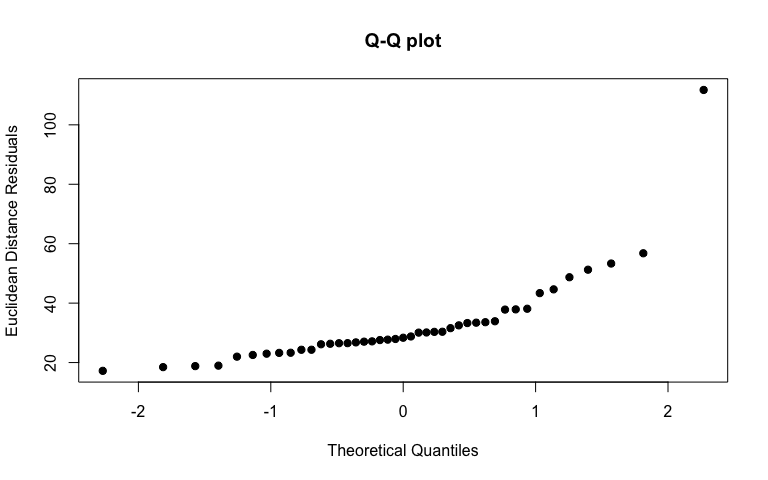 Q-Q plot
Euclidean Distance Residuals
100
80
60
40
20
-2 -1 0 1 2
Theoretical Quantiles